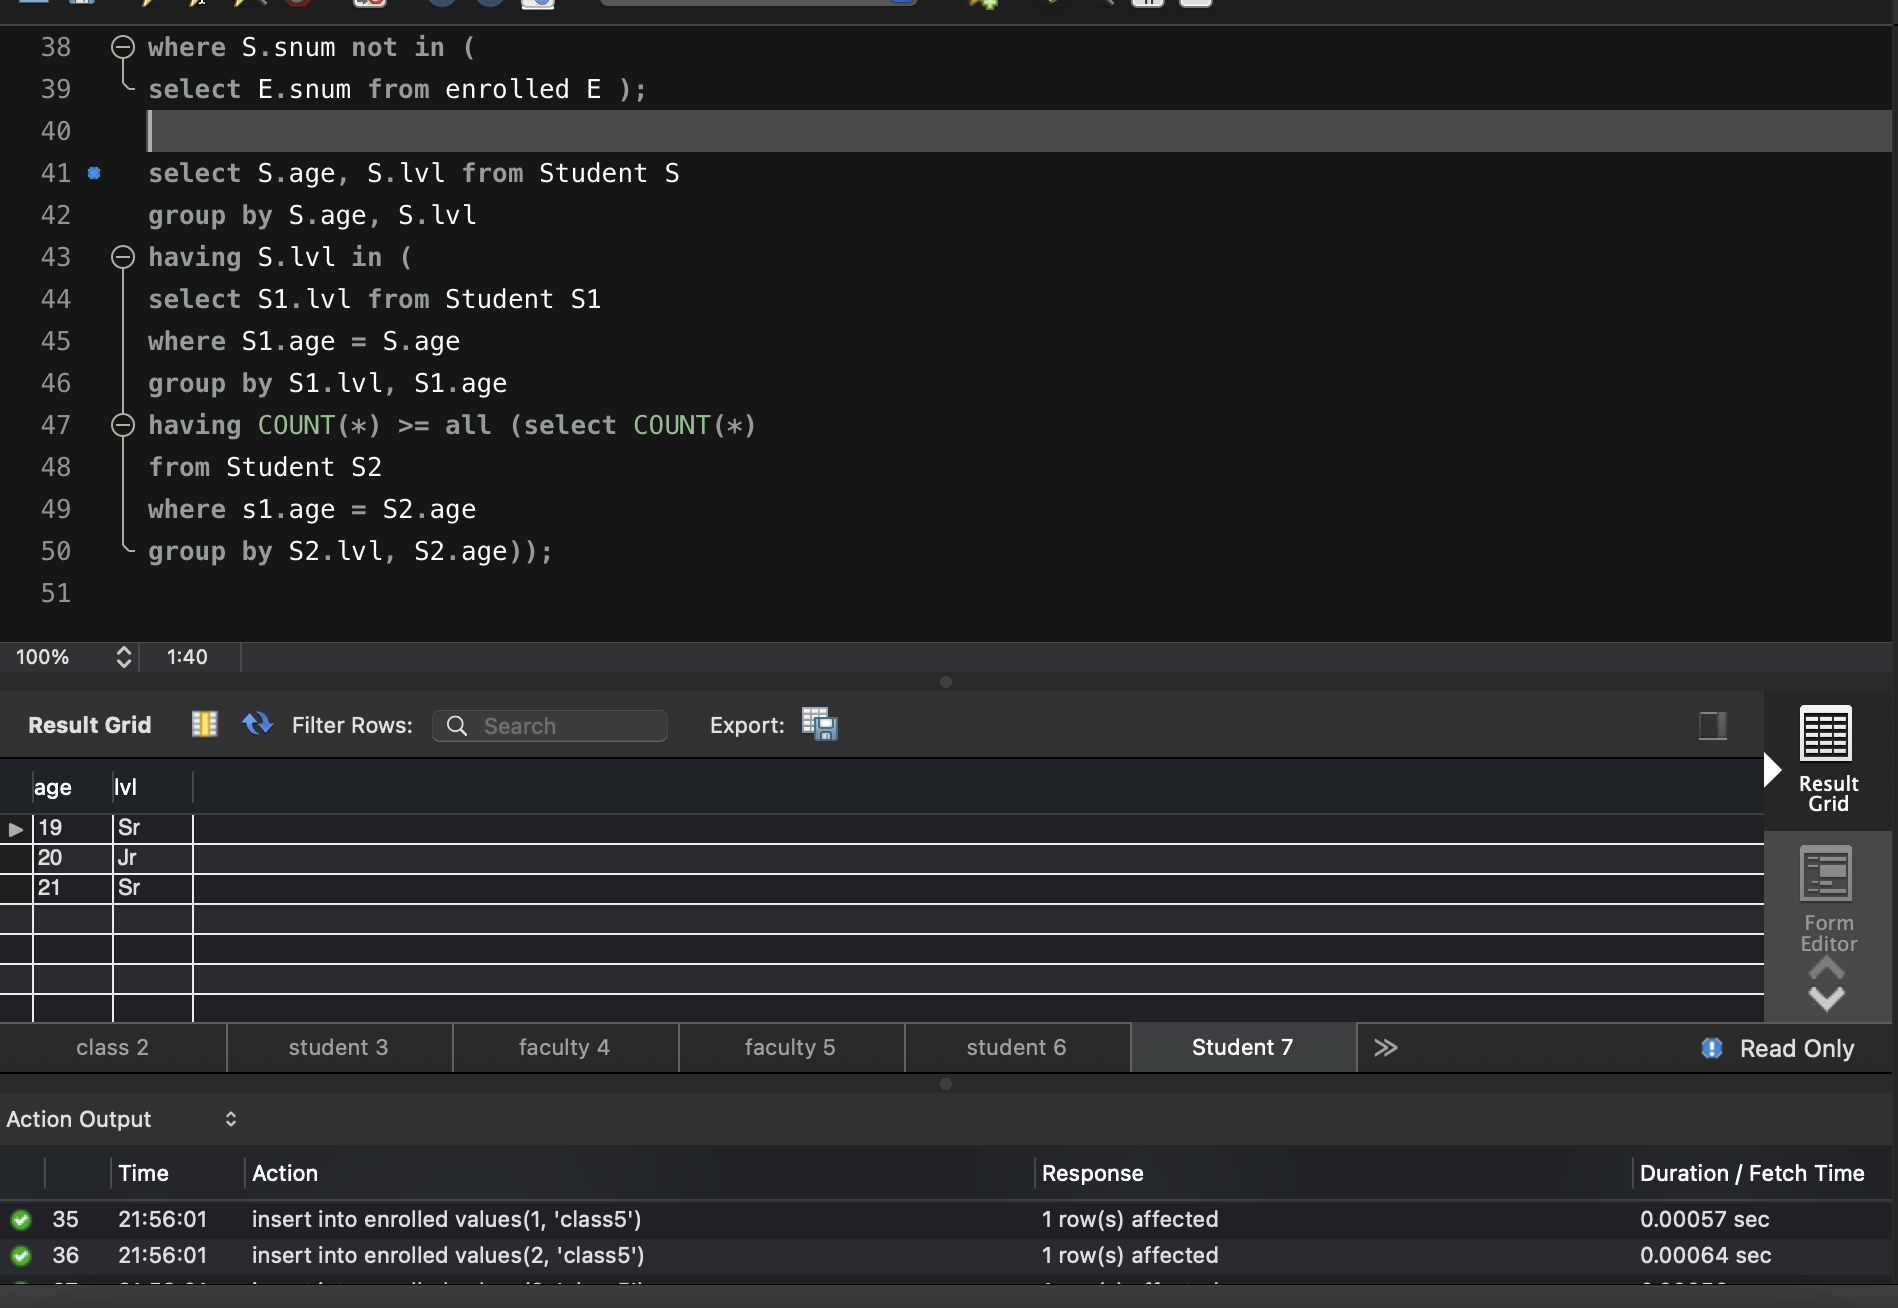 38 where S.snum not in (
39 select E.snum from enrolled E );
40
41 select S.age, S.lvl from Student S
42 group by S.age, S.lvl
43 having S.lvl in (
44 select S1.lvl from Student S1
45 where S1.age = S.age
46 group by S1.lvl, S1.age
47 having COUNT(*) >= all (select COUNT(*)
48 from Student S2
49 where s1.age = S2.age
50 group by S2.lvl, S2.age));
51
100% 1:40
Result Grid Filter Rows: Search Export:
Result
Grid
age lvl
19 Sr
20 Jr
21 Sr
Form
Editor
class 2 student 3 faculty 4 faculty 5 student 6 Student 7 Read Only
Action Output
Time Action Response Duration / Fetch Time
35 21:56:01 insert into enrolled values(1, 'class5') 1 row(s) affected 0.00057 sec
36 21:56:01 insert into enrolled values(2, 'class5') 1 row(s) affected 0.00064 sec